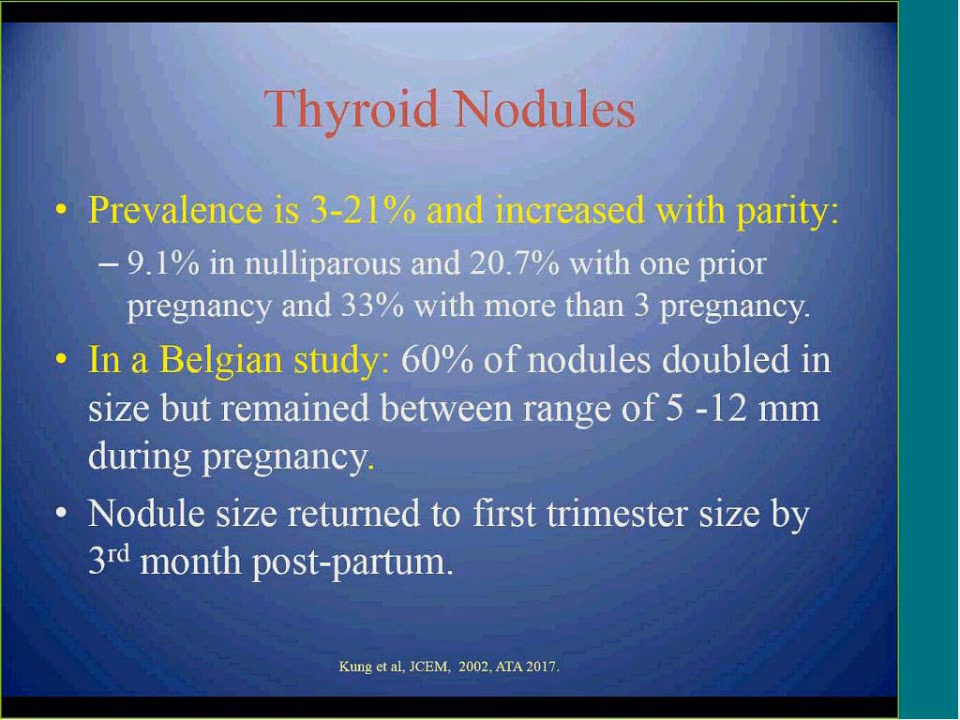 Thyroid Nodules
• Prevalence is 3-21% and increased with parity:
– 9.1% in nulliparous and 20.7% with one prior
pregnancy and 33% with more than 3 pregnancy.
• In a Belgian study: 60% of nodules doubled in
size but remained between range of 5 -12 mm
during pregnancy.
• Nodule size returned to first trimester size by
3rd month post-partum.
Kung et al, JCEM, 2002, ATA 2017.